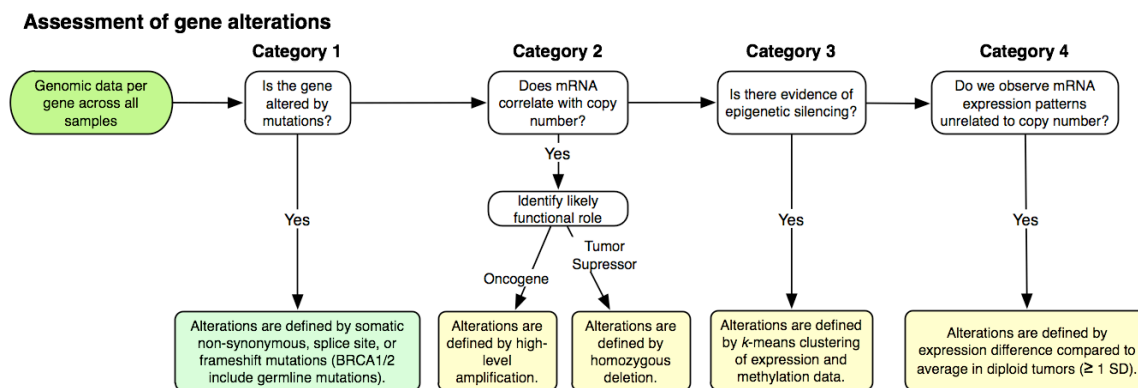 Assessment of gene alterations
Category 1
Category 2
Category 3
Category 4
Genomic data per
gene across all
samples
Is the gene
altered by
mutations?
Does mRNA
correlate with copy
number?
Is there evidence of
epigenetic silencing?
Do we observe mRNA
expression patterns
unrelated to copy number?
Yes
Yes
Yes
Yes
Identify likely
functional role
Oncogene
Tumor
Supressor
Alterations are defined by somatic
non-synonymous, splice site, or
frameshift mutations (BRCA1/2
include germline mutations).
Alterations are
defined by high-
level
amplification.
Alterations are
defined by
homozygous
deletion.
Alterations are defined
by k-means clustering
of expression and
methylation data.
Alterations are defined by
expression difference compared to
average in diploid tumors (≥ 1 SD).